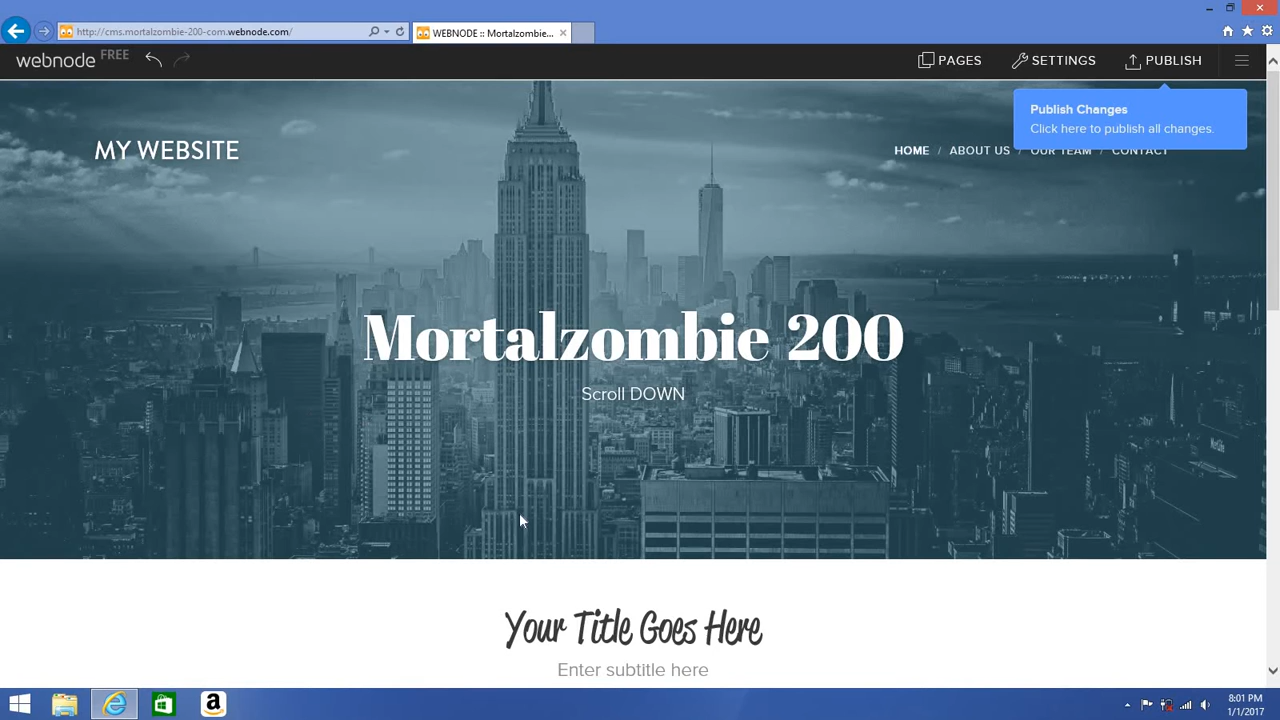 http://cms.mortalzombie-200-com.webnode.com/
WEBNODE :: Mortalzombie...
webnode FREE
PAGES
SETTINGS
PUBLISH
Publish Changes
Click here to publish all changes.
MY WEBSITE
HOME / ABOUT US / OUR TEAM / CONTACT
Mortalzombie 200
Scroll DOWN
Your Title Goes Here
Enter subtitle here
8:01 PM
1/1/2017